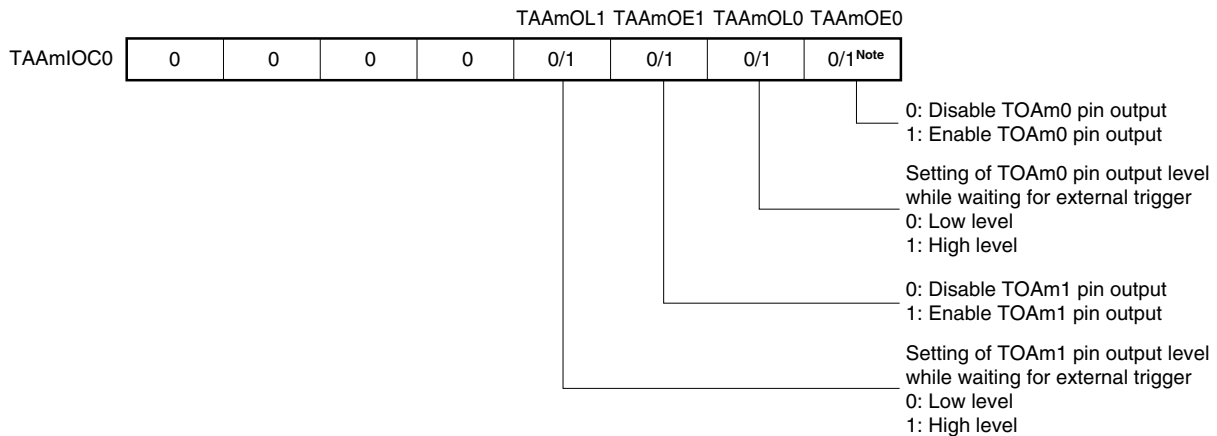 TAAmOL1 TAAmOE1 TAAmOL0 TAAmOE0
TAAmIOC0 0 0 0 0 0/1 0/1 0/1 0/1Note
0: Disable TOAm0 pin output
1: Enable TOAm0 pin output
Setting of TOAm0 pin output level
while waiting for external trigger
0: Low level
1: High level
0: Disable TOAm1 pin output
1: Enable TOAm1 pin output
Setting of TOAm1 pin output level
while waiting for external trigger
0: Low level
1: High level